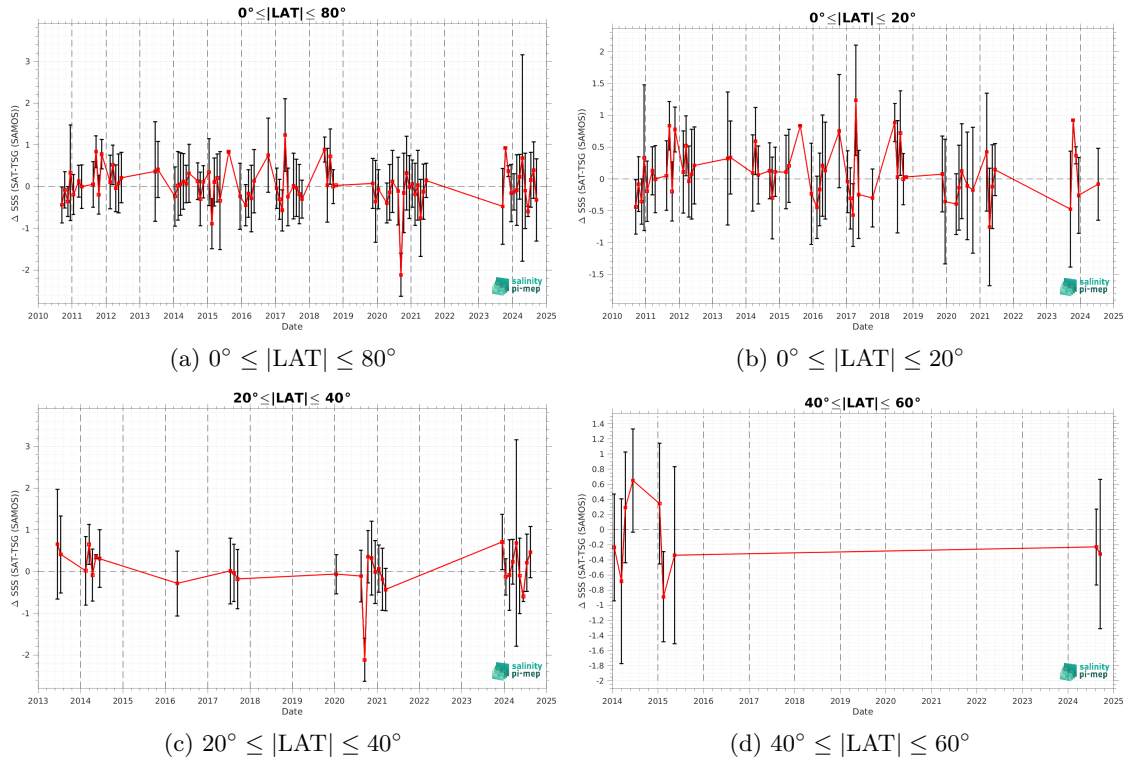 0°≤|LAT|≤ 80°
Δ SSS (SAT-TSG (SAMOS))
3
2
1
0
-1
-2
2010 2011 2012 2013 2014 2015 2016 2017 2018 2019 2020 2021 2022 2023 2024 2025
Date
salinity
pi-mep
(a) 0° ≤ |LAT| ≤ 80°
0°≤|LAT|≤ 20°
Δ SSS (SAT-TSG (SAMOS))
2
1.5
1
0.5
0
-0.5
-1
-1.5
2010 2011 2012 2013 2014 2015 2016 2017 2018 2019 2020 2021 2022 2023 2024 2025
Date
salinity
pi-mep
(b) 0° ≤ |LAT| ≤ 20°
20°≤|LAT|≤ 40°
Δ SSS (SAT-TSG (SAMOS))
3
2
1
0
-1
-2
2013 2014 2015 2016 2017 2018 2019 2020 2021 2022 2023 2024 2025
Date
salinity
pi-mep
(c) 20° ≤ |LAT| ≤ 40°
40°≤|LAT|≤ 60°
Δ SSS (SAT-TSG (SAMOS))
1.4
1.2
1
0.8
0.6
0.4
0.2
0
-0.2
-0.4
-0.6
-0.8
-1
-1.2
-1.4
-1.6
-1.8
-2
2014 2015 2016 2017 2018 2019 2020 2021 2022 2023 2024 2025
Date
salinity
pi-mep
(d) 40° ≤ |LAT| ≤ 60°